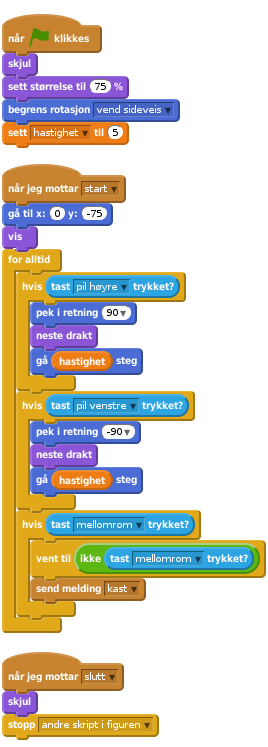 når klikkes
skjul
sett størrelse til 75 %
begrens rotasjon vend sideveis
sett hastighet til 5
når jeg mottar start
gå til x: 0 y: -75
vis
for alltid
hvis tast pil høyre trykket?
pek i retning 90
neste drakt
gå hastighet steg
hvis tast pil venstre trykket?
pek i retning -90
neste drakt
gå hastighet steg
hvis tast mellomrom trykket?
vent til ikke tast mellomrom trykket?
send melding kast
når jeg mottar slutt
skjul
stopp andre skript i figuren